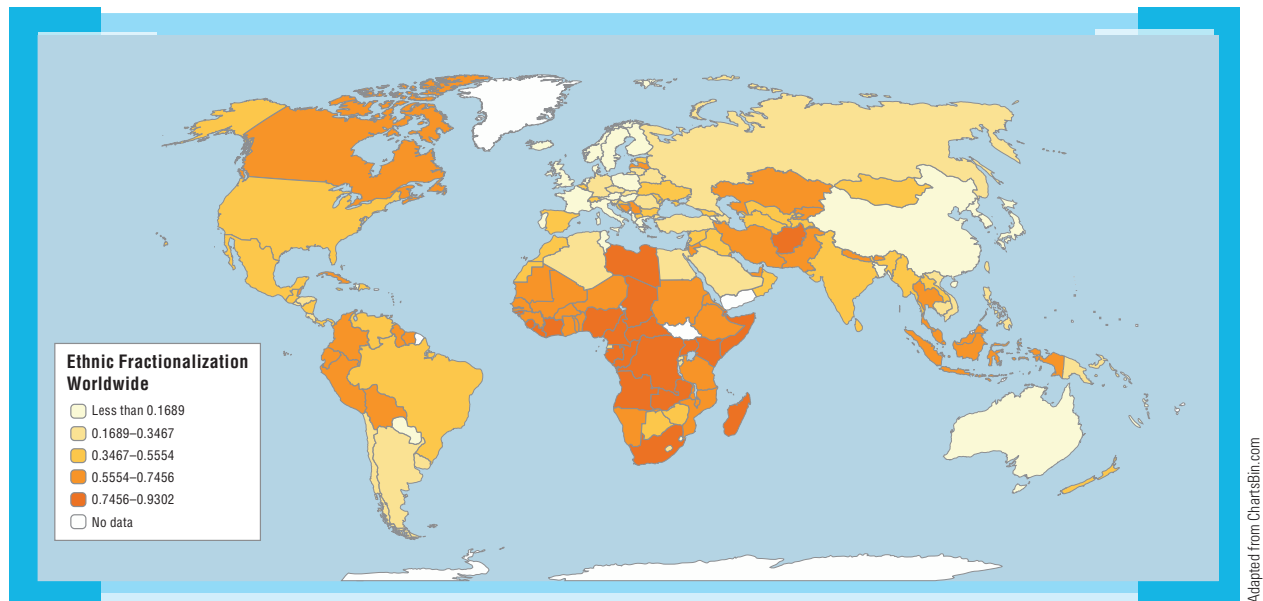 Ethnic Fractionalization
Worldwide
Less than 0.1689
0.1689–0.3467
0.3467–0.5554
0.5554–0.7456
0.7456–0.9302
No data
Adapted from ChartsBin.com